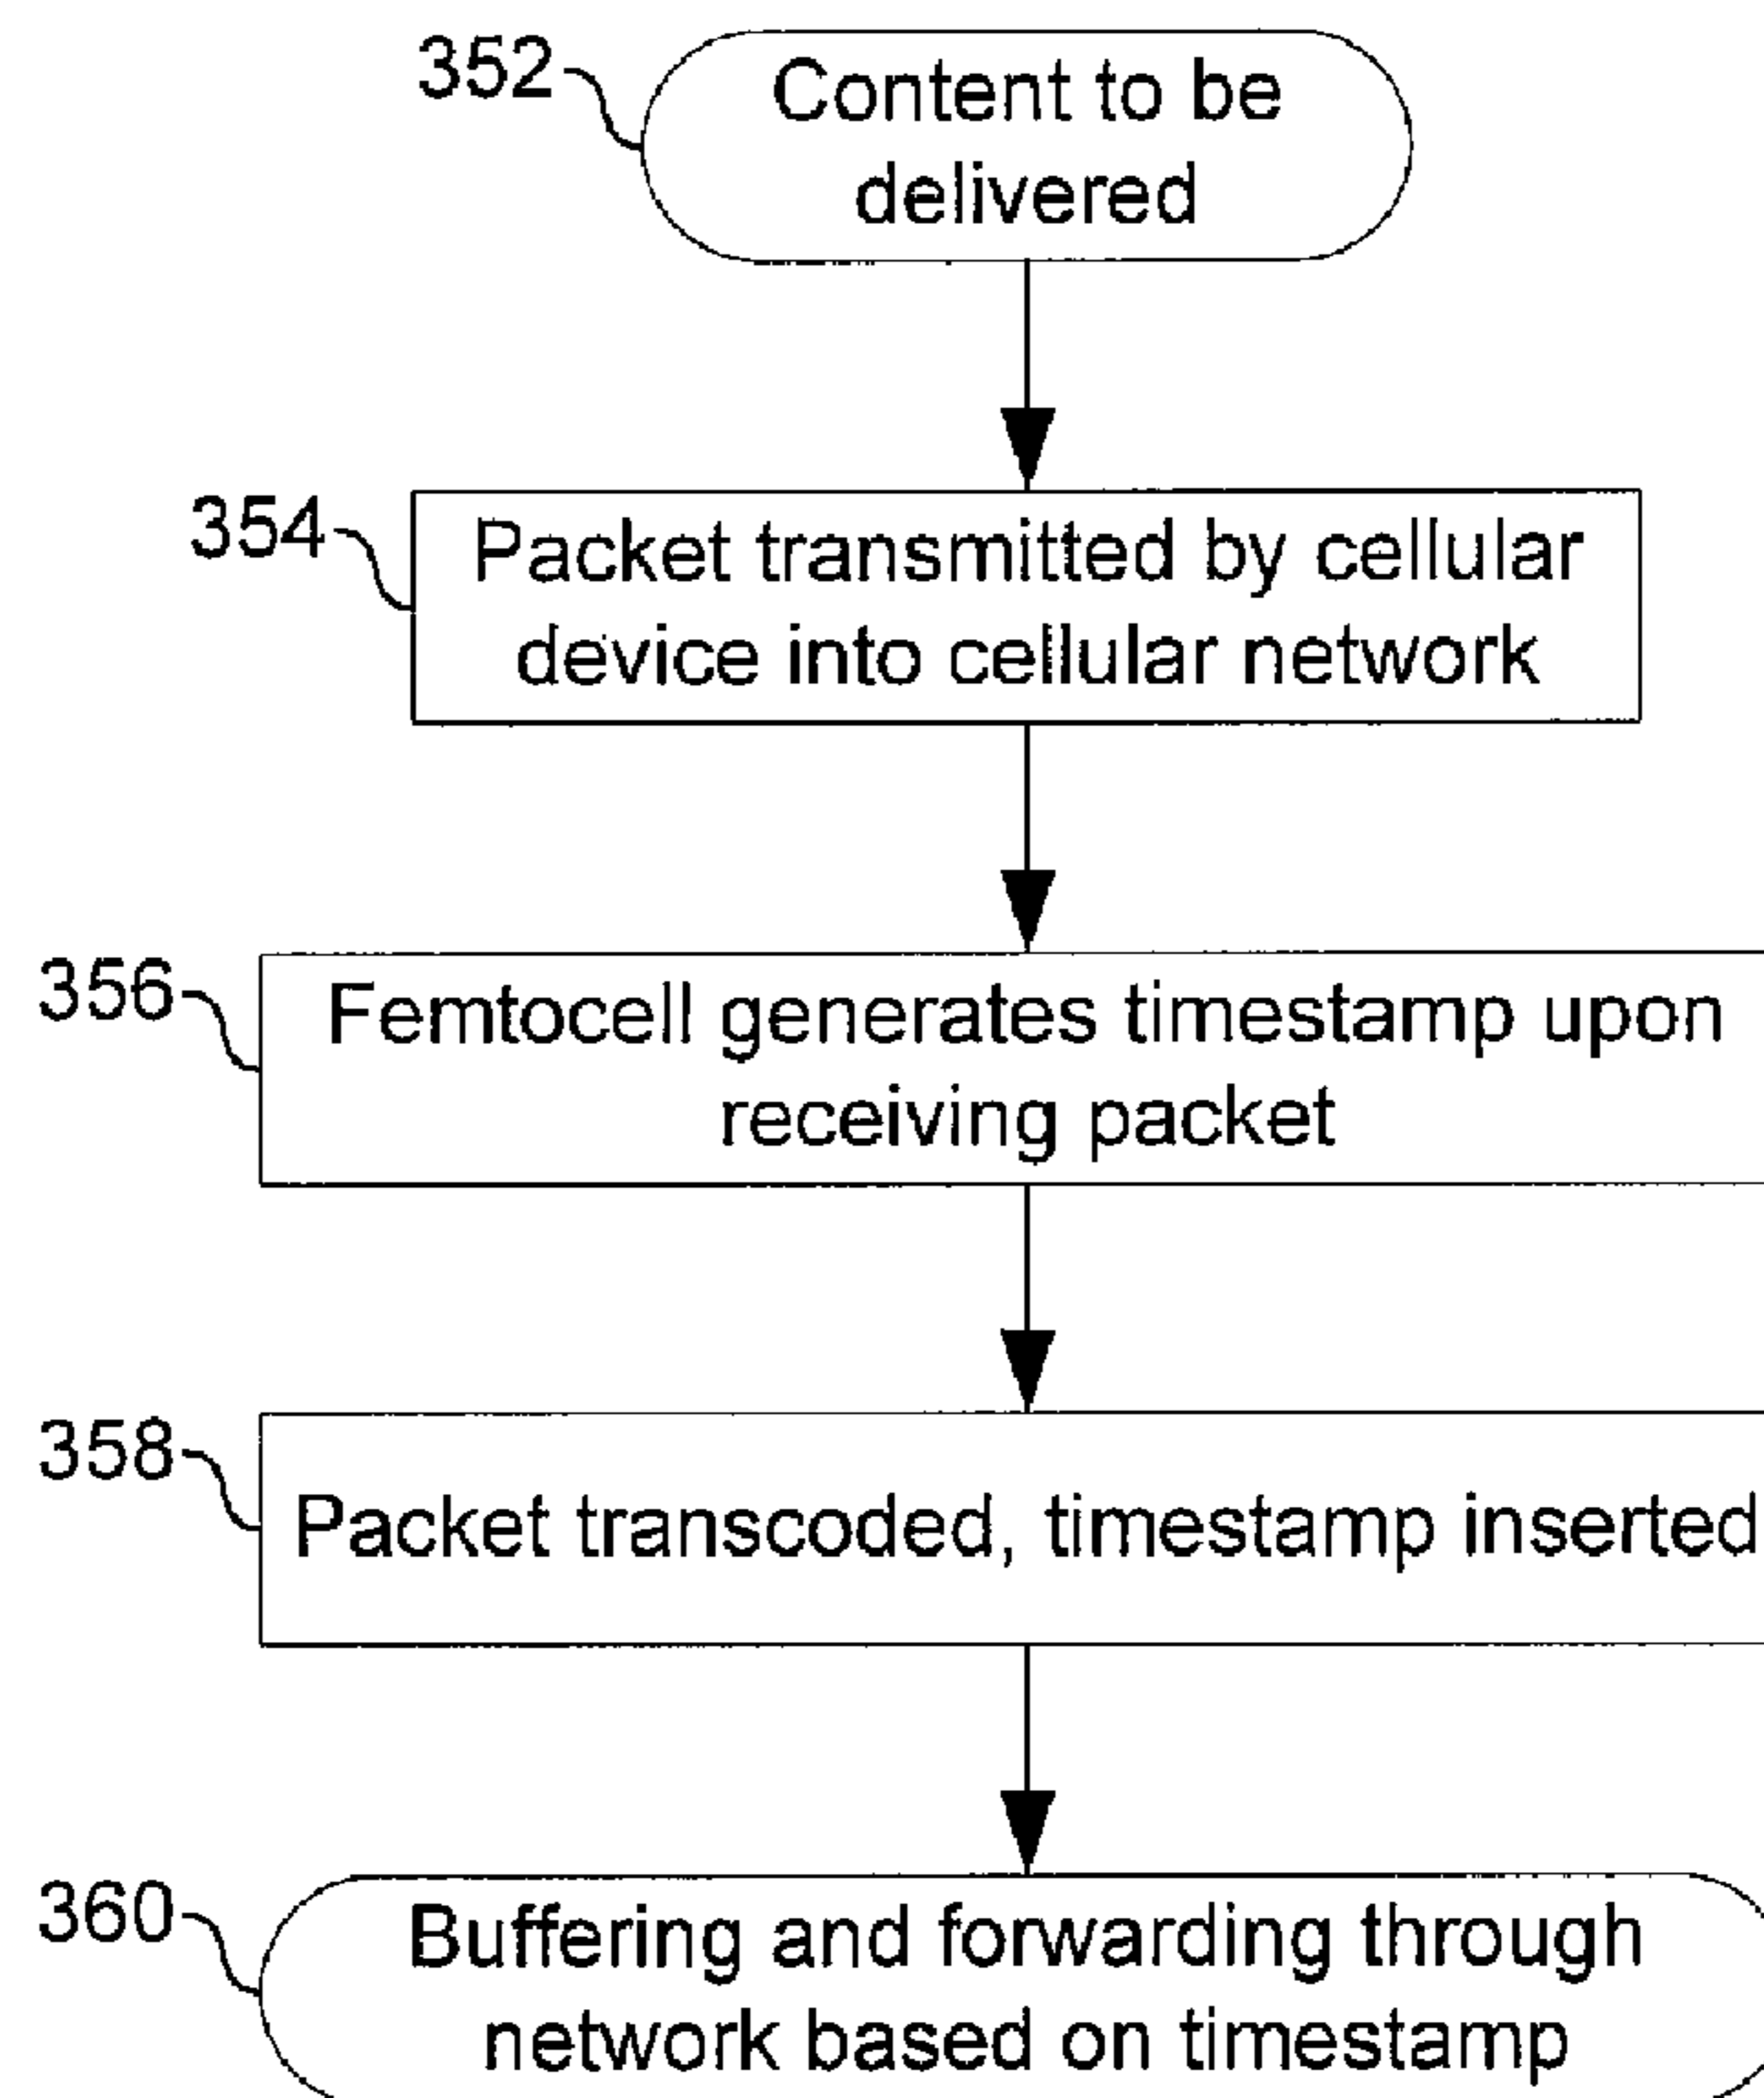 352
Content to be
delivered
354
Packet transmitted by cellular
device into cellular network
356
Femtocell generates timestamp upon
receiving packet
358
Packet transcoded, timestamp inserted
360
Buffering and forwarding through
network based on timestamp